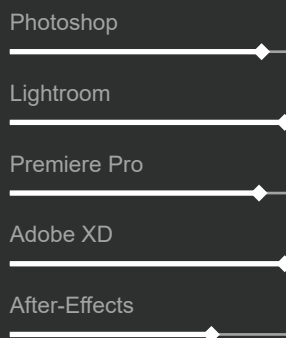 Photoshop
Lightroom
Premiere Pro
Adobe XD
After-Effects